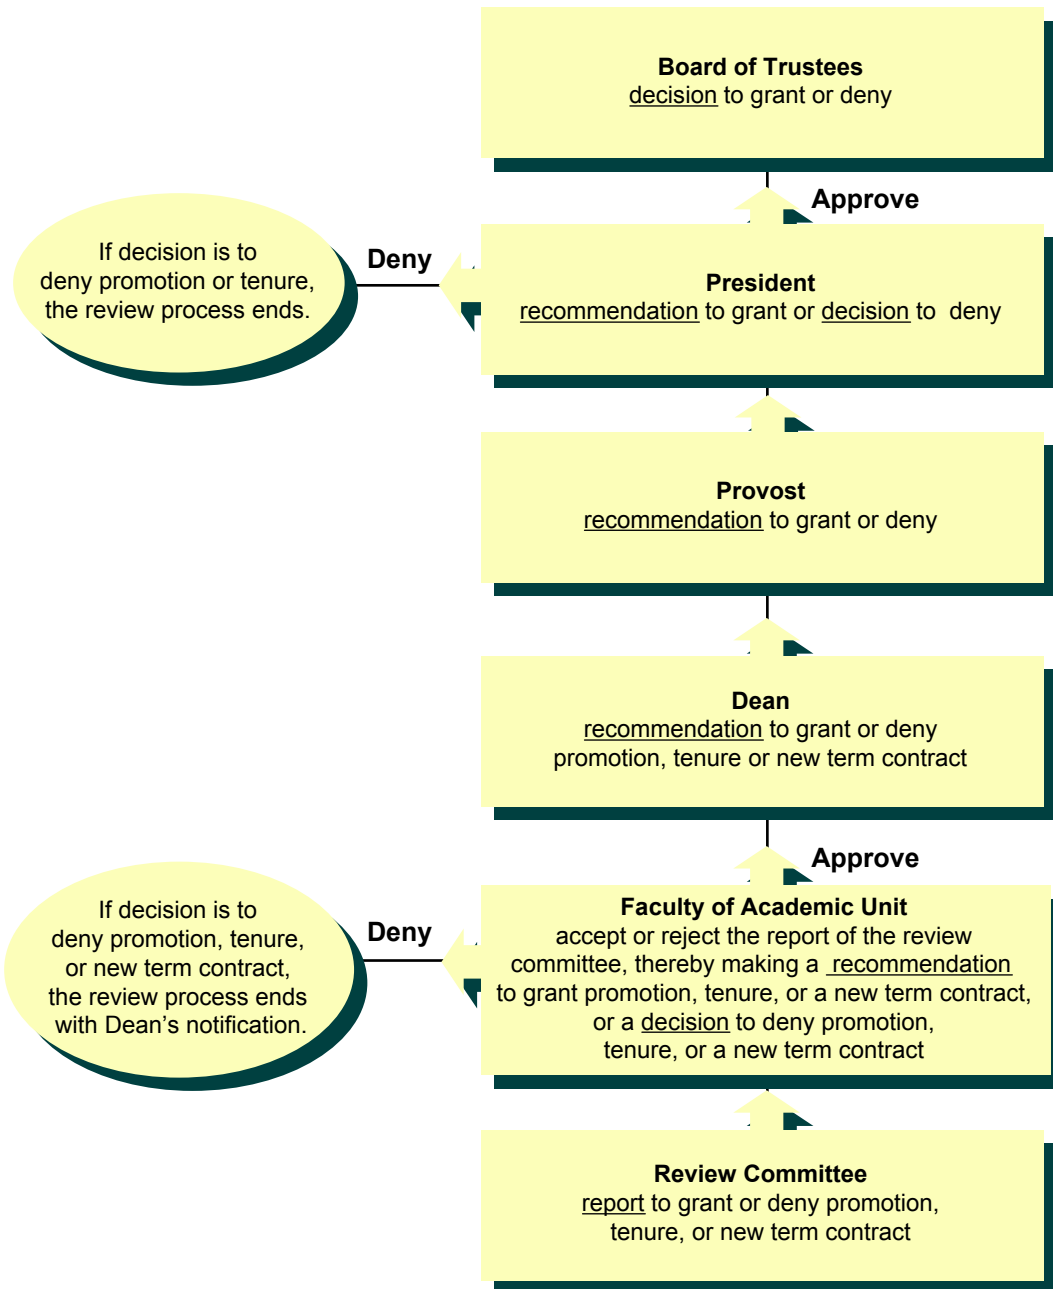 Board of Trustees
decision to grant or deny
Approve
If decision is to
deny promotion or tenure,
the review process ends.
Deny
President
recommendation to grant or decision to deny
Provost
recommendation to grant or deny
Dean
recommendation to grant or deny
promotion, tenure or new term contract
Approve
If decision is to
deny promotion, tenure,
or new term contract,
the review process ends
with Dean's notification.
Deny
Faculty of Academic Unit
accept or reject the report of the review
committee, thereby making a recommendation
to grant promotion, tenure, or a new term contract,
or a decision to deny promotion,
tenure, or a new term contract
Review Committee
report to grant or deny promotion,
tenure, or new term contract